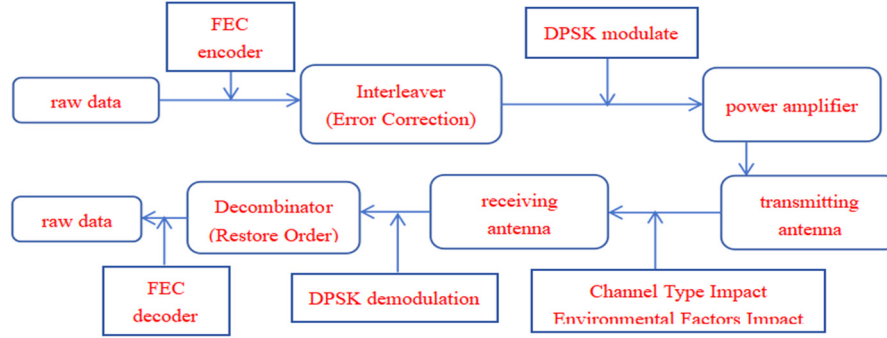 FEC
encoder
DPSK modulate
raw data
Interleaver
(Error Correction)
power amplifier
raw data
Decombinator
(Restore Order)
receiving
antenna
transmitting
antenna
FEC
decoder
DPSK demodulation
Channel Type Impact
Environmental Factors Impact